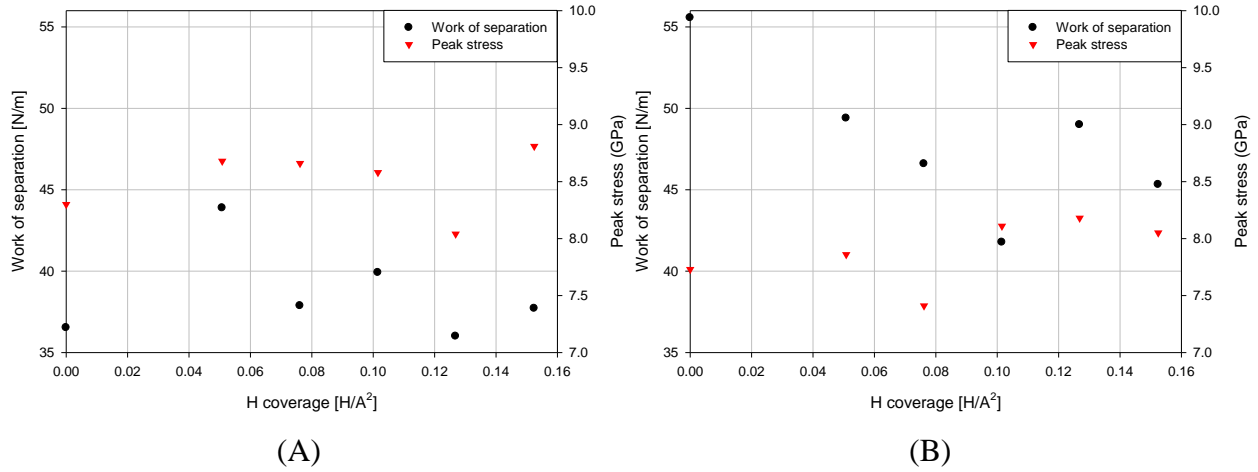 Work of separation
Peak stress
55
50
45
40
35
Work of separation [N/m]
10.0
9.5
9.0
8.5
8.0
7.5
7.0
Peak stress (GPa)
0.00 0.02 0.04 0.06 0.08 0.10 0.12 0.14 0.16
H coverage [H/A²]
(A)
Work of separation
Peak stress
55
50
45
40
35
Work of separation [N/m]
10.0
9.5
9.0
8.5
8.0
7.5
7.0
Peak stress (GPa)
0.00 0.02 0.04 0.06 0.08 0.10 0.12 0.14 0.16
H coverage [H/A²]
(B)